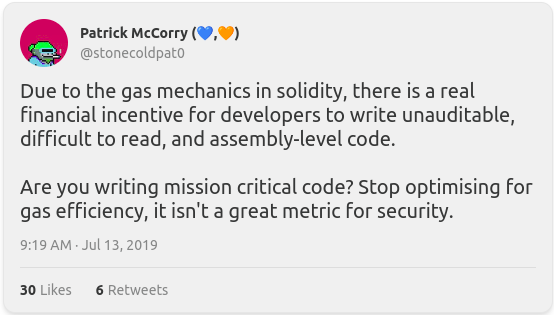 Patrick McCorry (💙,🧡)
@stonecoldpat0
Due to the gas mechanics in solidity, there is a real
financial incentive for developers to write unauditable,
difficult to read, and assembly-level code.
Are you writing mission critical code? Stop optimising for
gas efficiency, it isn't a great metric for security.
9:19 AM · Jul 13, 2019
30 Likes 6 Retweets